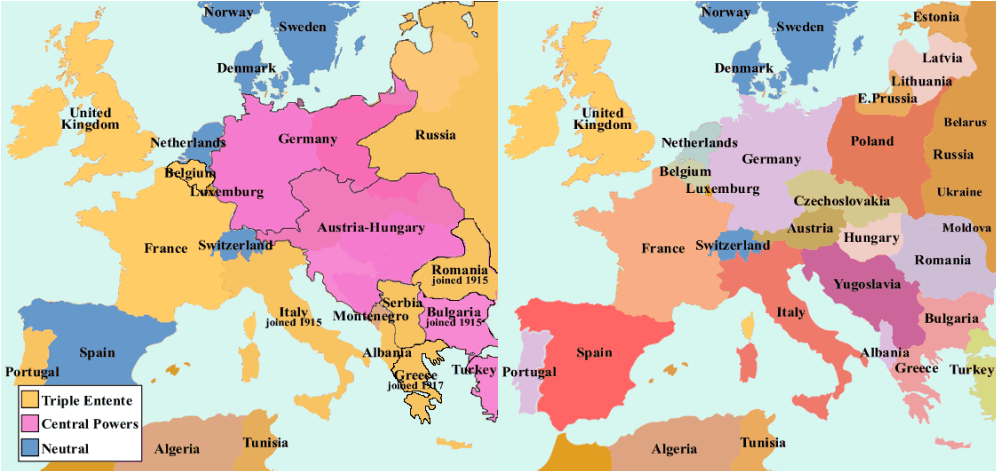 Norway
Sweden
Denmark
United
Kingdom
Netherlands
Germany
Russia
Belgium
Luxemburg
Austria-Hungary
France
Switzerland
Romania
joined 1915
Serbia
Italy
joined 1915
Montenegro
Bulgaria
joined 1915
Spain
Albania
Greece
joined 1917
Turkey
Portugal
Triple Entente
Central Powers
Neutral
Algeria
Tunisia
Norway
Sweden
Estonia
Denmark
Latvia
Lithuania
E.Prussia
United
Kingdom
Belarus
Netherlands
Poland
Germany
Russia
Belgium
Luxemburg
Ukraine
Czechoslovakia
Austria
Moldova
France
Switzerland
Hungary
Romania
Yugoslavia
Italy
Bulgaria
Spain
Albania
Portugal
Greece
Turkey
Algeria
Tunisia